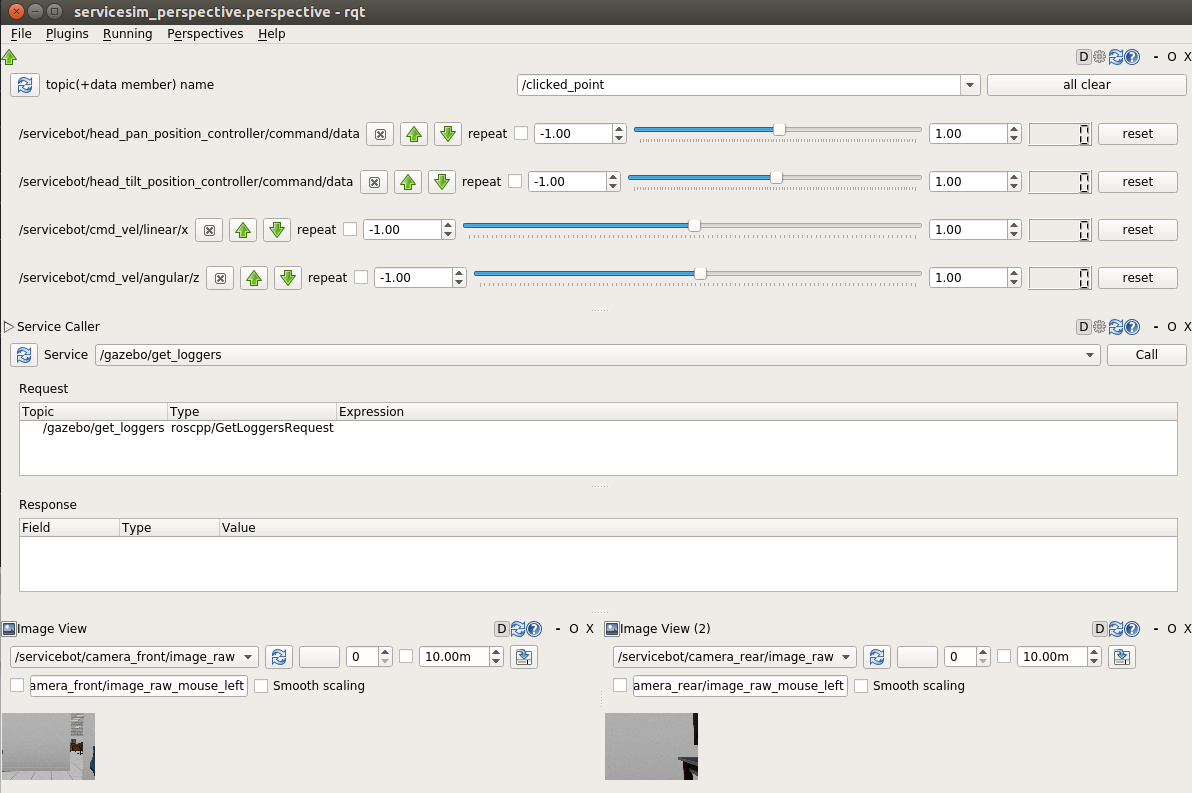 servicesim_perspective.perspective - rqt
File Plugins Running Perspectives Help
D - O X
topic(+data member) name /clicked_point all clear
/servicebot/head_pan_position_controller/command/data repeat -1.00 1.00 0 reset
/servicebot/head_tilt_position_controller/command/data repeat -1.00 1.00 0 reset
/servicebot/cmd_vel/linear/x repeat -1.00 1.00 0 reset
/servicebot/cmd_vel/angular/z repeat -1.00 1.00 0 reset
Service Caller D - O X
Service /gazebo/get_loggers Call
Request
Topic Type Expression
/gazebo/get_loggers roscpp/GetLoggersRequest
Response
Field Type Value
Image View D - O X Image View (2) D - O X
/servicebot/camera_front/image_raw 0 10.00m /servicebot/camera_rear/image_raw 0 10.00m
amera_front/image_raw_mouse_left Smooth scaling amera_rear/image_raw_mouse_left Smooth scaling